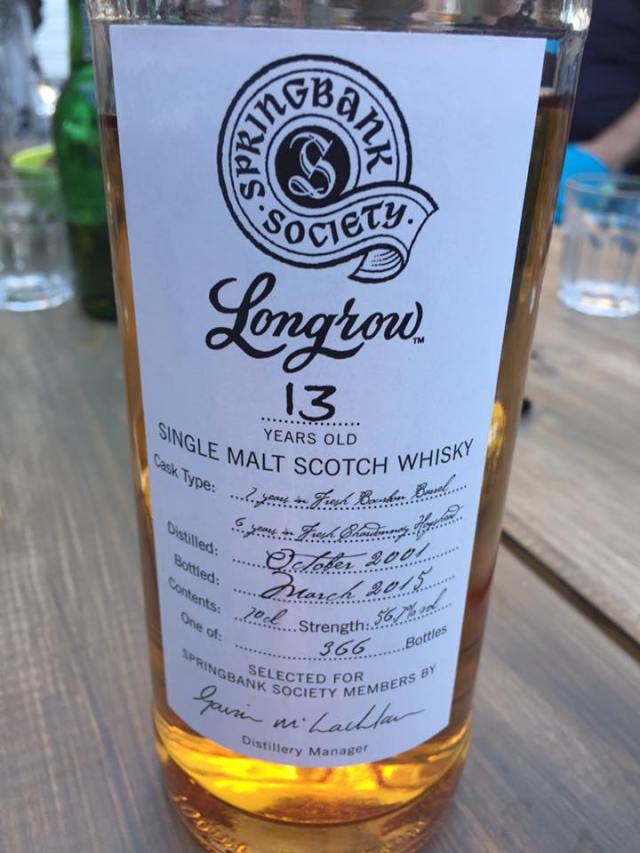 SPRINGBANK
SOCIETY
S
Longrow™
13
YEARS OLD
SINGLE MALT SCOTCH WHISKY
Cask Type: 7 years in Fresh Bourbon Barrel
6 years in Fresh Chardonnay Hogshead
Distilled: October 2001
Bottled: March 2015
Contents: 70cl Strength: 56.7% vol
One of: 366 Bottles
SELECTED FOR
SPRINGBANK SOCIETY MEMBERS BY
Gavin McLachlan
Distillery Manager